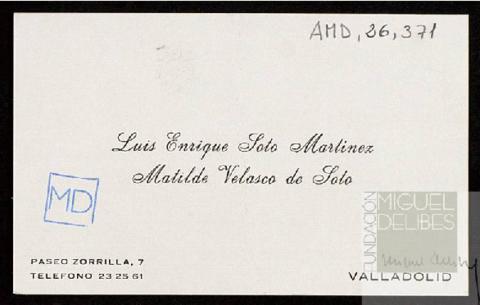 AMD, 26, 371
Luis Enrique Soto Martinez
Matilde Velasco de Soto
MD
FUNDACIÓN
MIGUEL
DELIBES
PASEO ZORRILLA, 7
TELEFONO 23 25 61
VALLADOLID